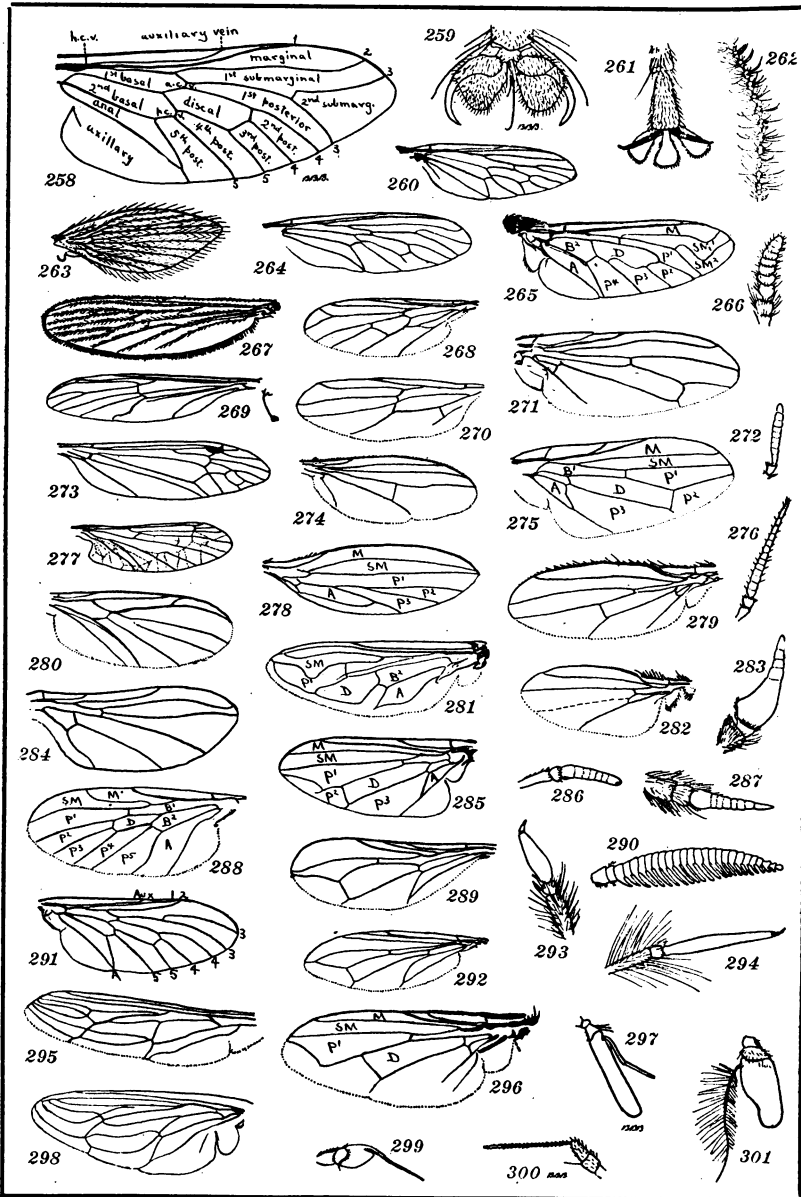 h.c.v. auxiliary vein 1
marginal 2
1st basal a.c.v. 1st submarginal 3
2nd basal p.c.v. discal 1st posterior 2nd submarg.
anal
axillary 5th post. 4th post. 3rd post. 2nd post.
5 5 4 4 3
258
259
260
261
262
263
264
M
B² D P¹ SM¹
A P⁴ P³ P² SM²
265
266
267
268
269
270
271
272
273
274
M
SM
B¹ P¹
A D P²
P³
275
276
277
M
SM
P¹
A P³ P²
278
279
280
SM
P¹ D B² A
281
282
283
284
M
SM
P¹ D A
P² P³
285
286
287
SM M B¹
P¹ D B²
P² P³ P⁴ P⁵ A
288
289
290
Aux 1 2
3
A 5 5 4 4 3
291
292
293
294
295
M
SM
P¹ D
296
297
298
299
300
301